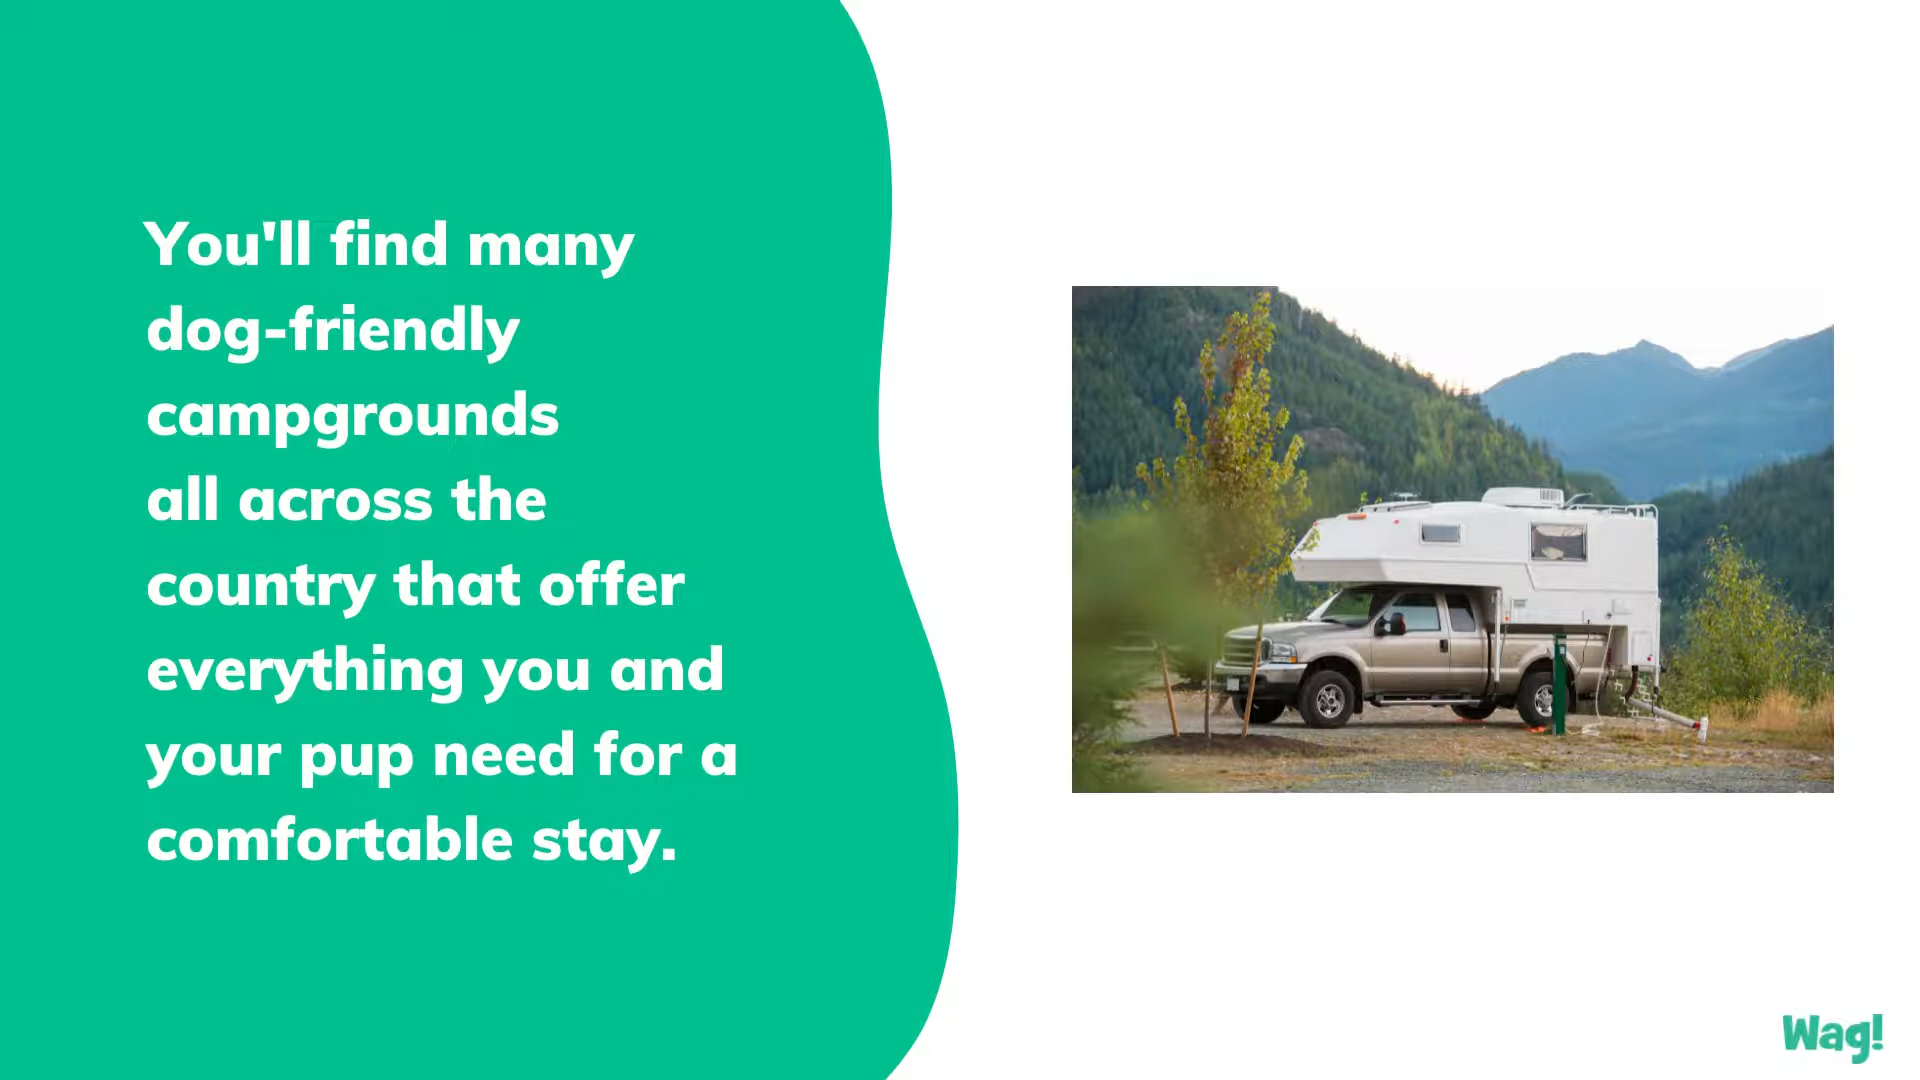 You'll find many
dog-friendly
campgrounds
all across the
country that offer
everything you and
your pup need for a
comfortable stay.
Wag!